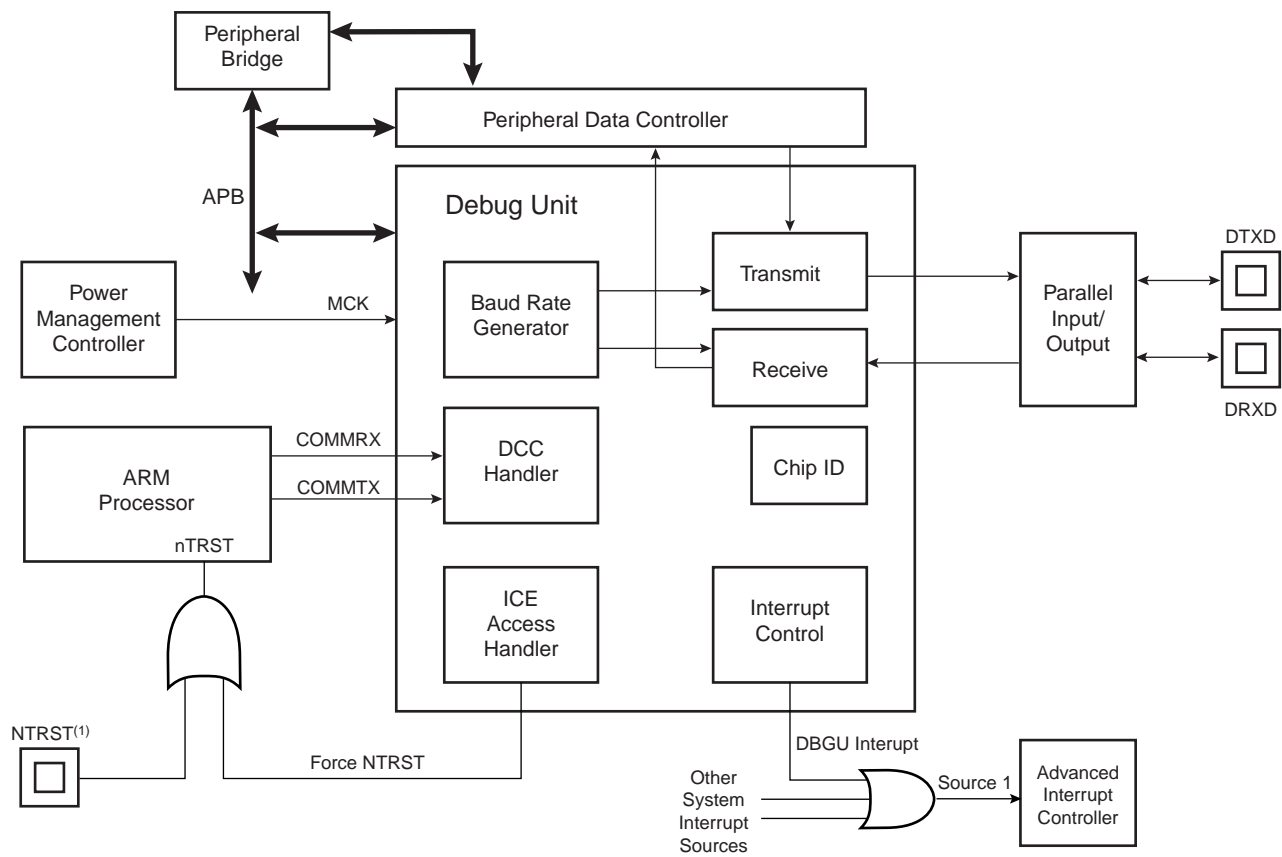 Peripheral
Bridge
Peripheral Data Controller
APB
Debug Unit
DTXD
Power
Management
Controller
MCK
Baud Rate
Generator
Transmit
Parallel
Input/
Output
Receive
DRXD
ARM
Processor
nTRST
COMMRX
COMMTX
DCC
Handler
Chip ID
ICE
Access
Handler
Interrupt
Control
NTRST(1)
Force NTRST
DBGU Interupt
Other
System
Interrupt
Sources
Source 1
Advanced
Interrupt
Controller